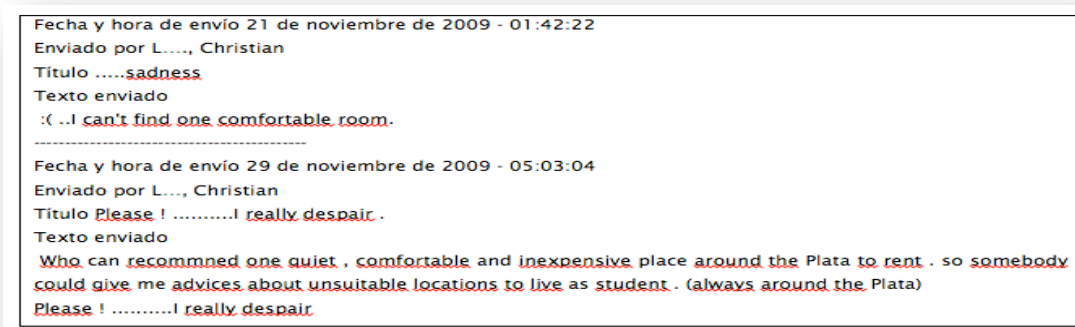 Fecha y hora de envío 21 de noviembre de 2009 - 01:42:22
Enviado por L...., Christian
Título .....sadness
Texto enviado
:( ..I can't find one comfortable room.
--------------------------------------------
Fecha y hora de envío 29 de noviembre de 2009 - 05:03:04
Enviado por L..., Christian
Título Please ! ..........I really despair .
Texto enviado
Who can recommned one quiet , comfortable and inexpensive place around the Plata to rent . so somebody
could give me advices about unsuitable locations to live as student . (always around the Plata)
Please ! ..........I really despair